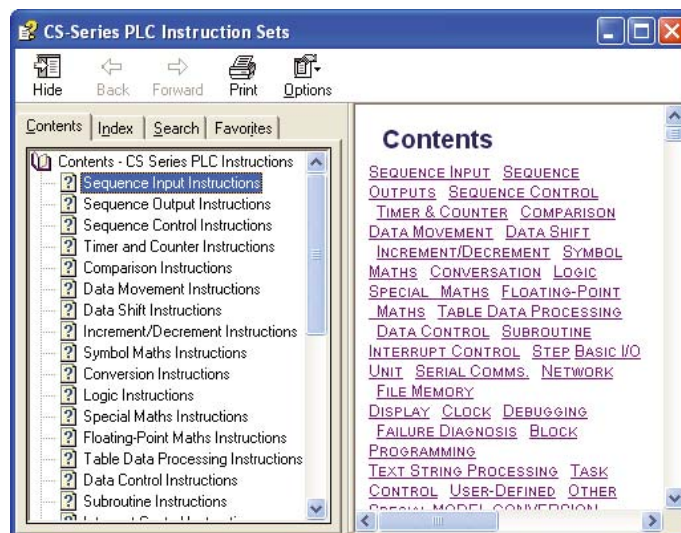 CS-Series PLC Instruction Sets
Hide Back Forward Print Options
Contents Index Search Favorites
Contents - CS Series PLC Instructions
Sequence Input Instructions
Sequence Output Instructions
Sequence Control Instructions
Timer and Counter Instructions
Comparison Instructions
Data Movement Instructions
Data Shift Instructions
Increment/Decrement Instructions
Symbol Maths Instructions
Conversion Instructions
Logic Instructions
Special Maths Instructions
Floating-Point Maths Instructions
Table Data Processing Instructions
Data Control Instructions
Subroutine Instructions
Contents
SEQUENCE INPUT SEQUENCE
OUTPUTS SEQUENCE CONTROL
TIMER & COUNTER COMPARISON
DATA MOVEMENT DATA SHIFT
INCREMENT/DECREMENT SYMBOL
MATHS CONVERSATION LOGIC
SPECIAL MATHS FLOATING-POINT
MATHS TABLE DATA PROCESSING
DATA CONTROL SUBROUTINE
INTERRUPT CONTROL STEP BASIC I/O
UNIT SERIAL COMMS. NETWORK
FILE MEMORY
DISPLAY CLOCK DEBUGGING
FAILURE DIAGNOSIS BLOCK
PROGRAMMING
TEXT STRING PROCESSING TASK
CONTROL USER-DEFINED OTHER
SPECIAL MODEL CONVERSION